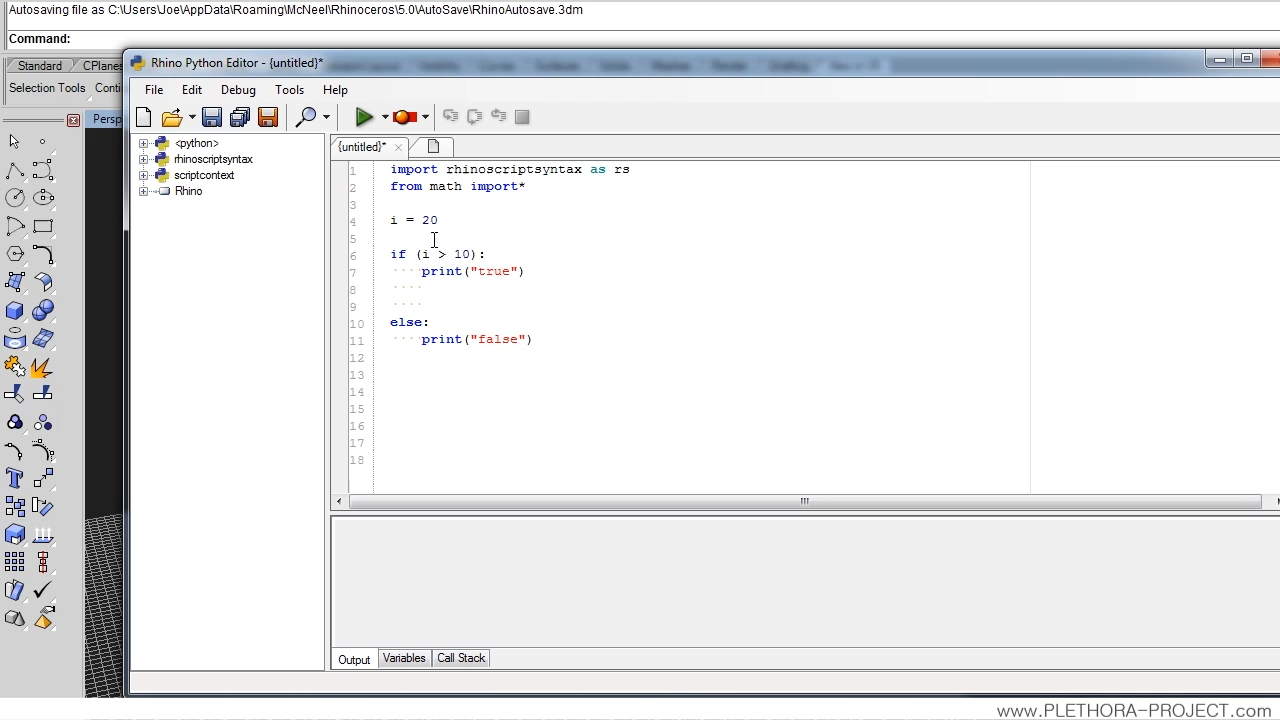 Autosaving file as C:\Users\Joe\AppData\Roaming\McNeel\Rhinoceros\5.0\AutoSave\RhinoAutosave.3dm
Command:
Standard
CPlanes
Selection Tools
Conti
Persp
Rhino Python Editor - {untitled}*
File Edit Debug Tools Help
<python>
rhinoscriptsyntax
scriptcontext
Rhino
{untitled}*
1 import rhinoscriptsyntax as rs
2 from math import*
3
4 i = 20
5
6 if (i > 10):
7 print("true")
8
9
10 else:
11 print("false")
12
13
14
15
16
17
18
Output Variables Call Stack
www.PLETHORA-PROJECT.com